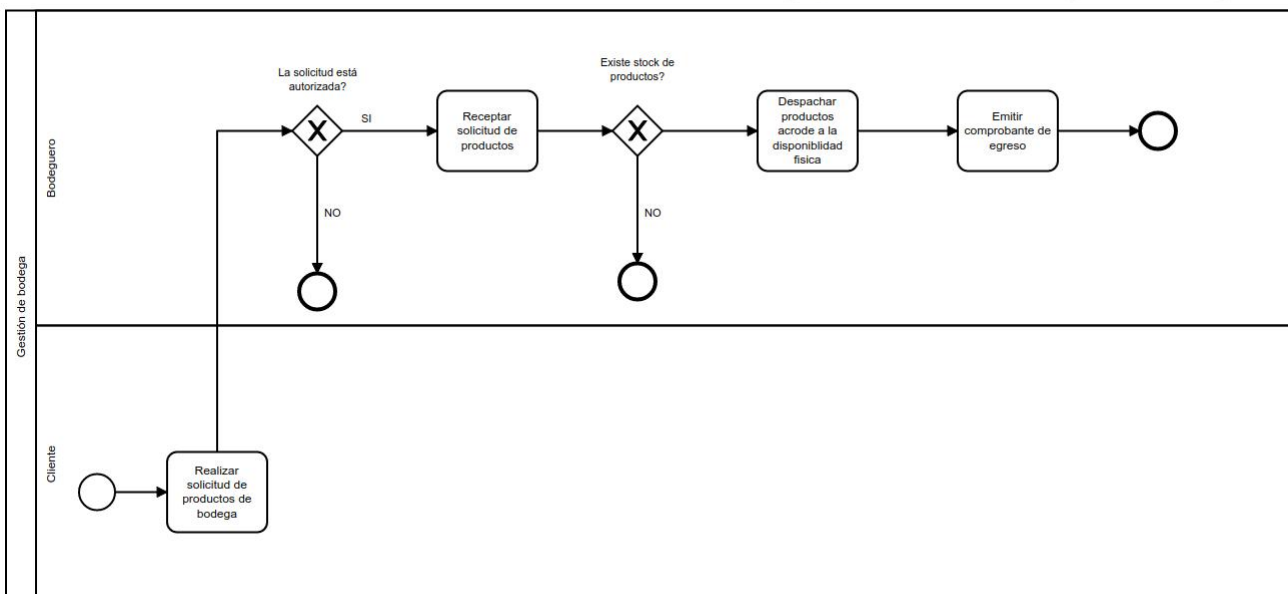 Gestión de bodega
Bodeguero
La solicitud está
autorizada?
SI
NO
Receptar
solicitud de
productos
Existe stock de
productos?
NO
Despachar
productos
acrode a la
disponiblidad
fisica
Emitir
comprobante de
egreso
Cliente
Realizar
solicitud de
productos de
bodega